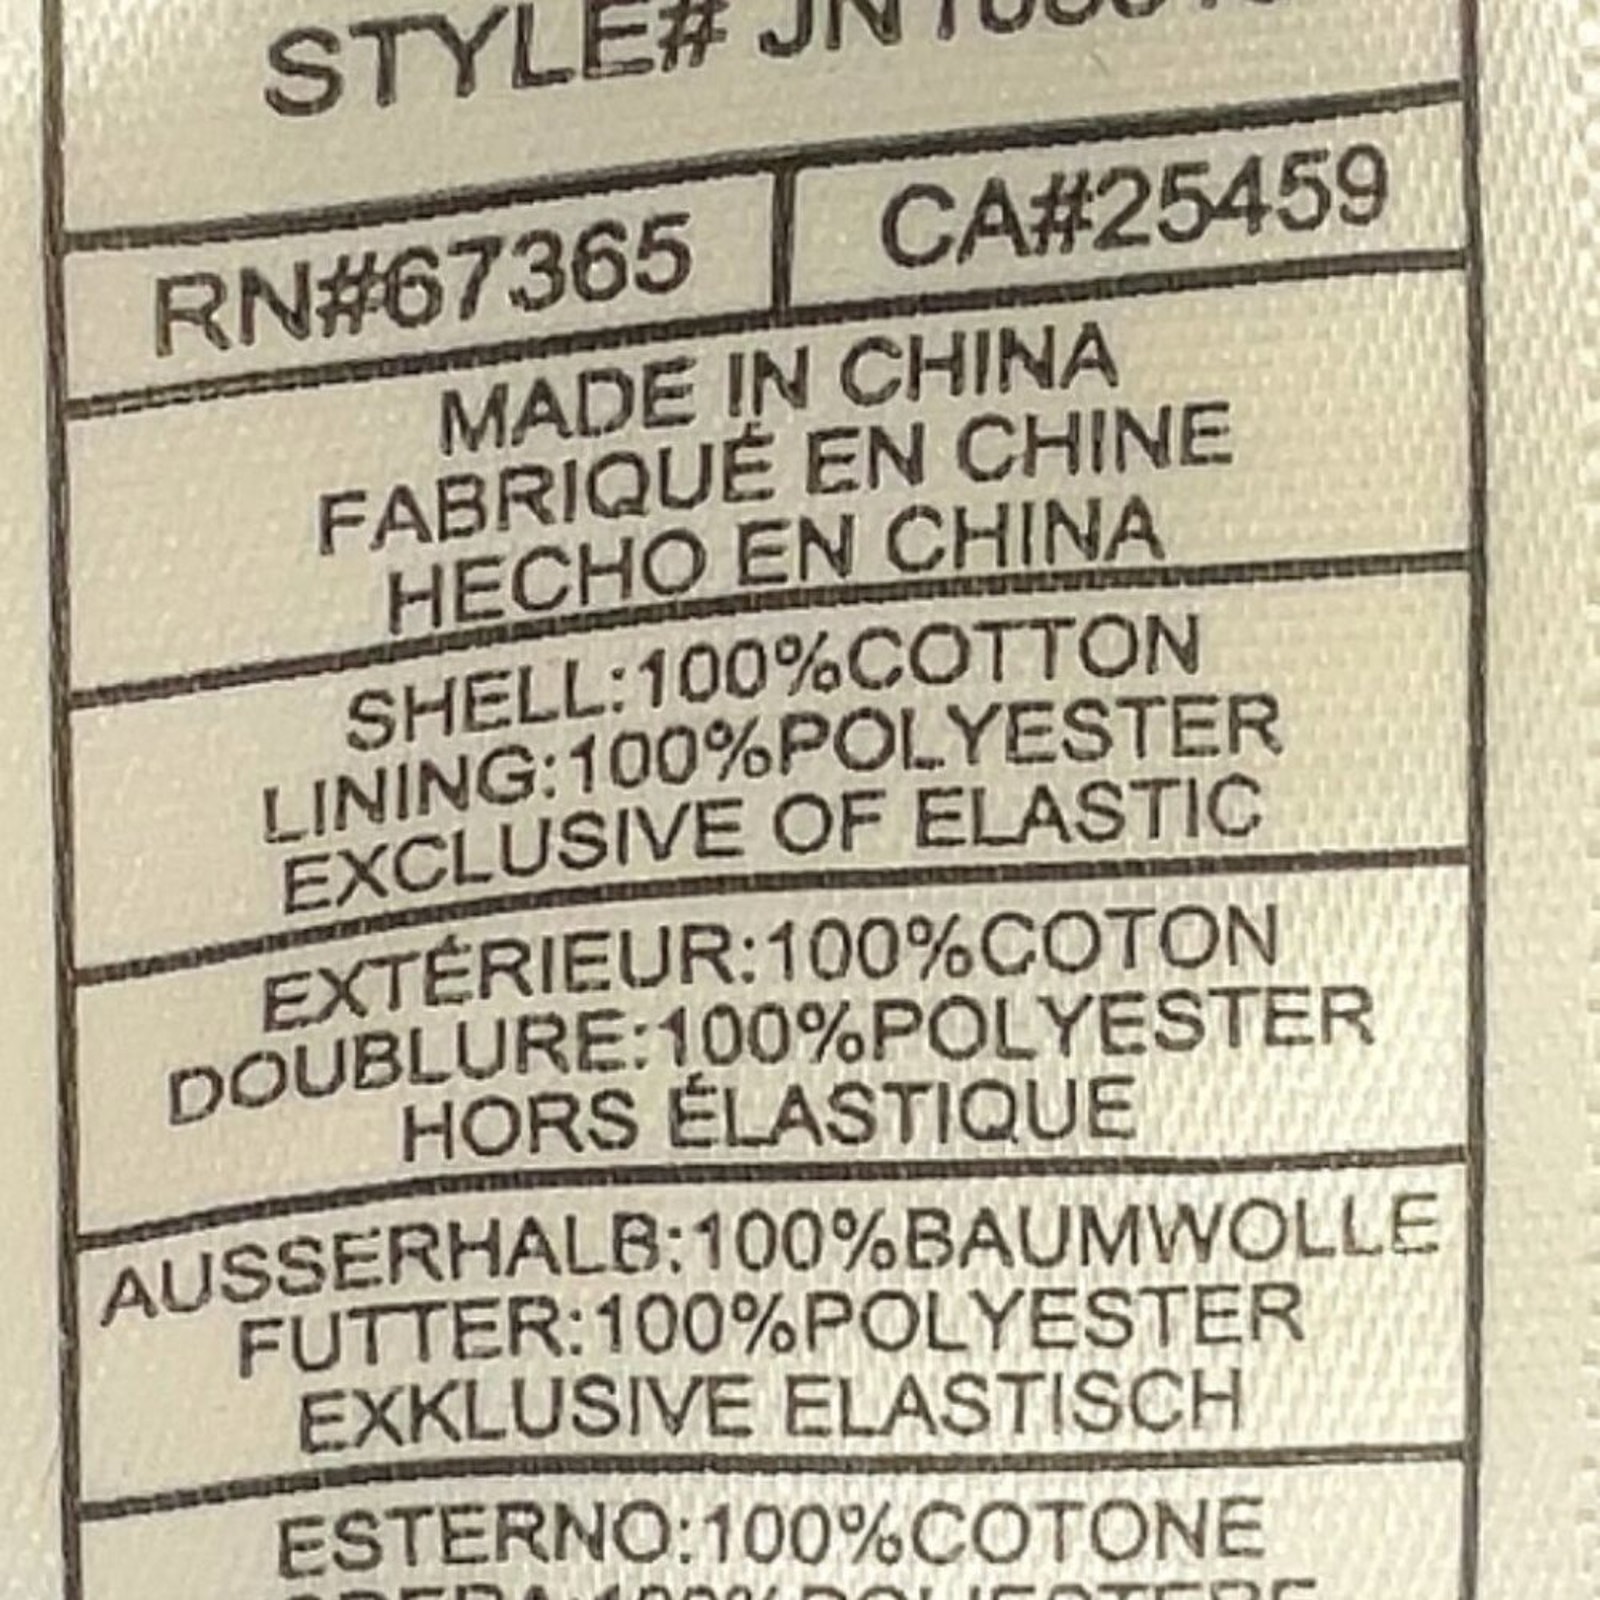 STYLE#
RN#67365
CA#25459
MADE IN CHINA
FABRIQUÉ EN CHINE
HECHO EN CHINA
SHELL:100%COTTON
LINING:100%POLYESTER
EXCLUSIVE OF ELASTIC
EXTÉRIEUR:100%COTON
DOUBLURE:100%POLYESTER
HORS ÉLASTIQUE
AUSSERHALB:100%BAUMWOLLE
FUTTER:100%POLYESTER
EXKLUSIVE ELASTISCH
ESTERNO:100%COTONE